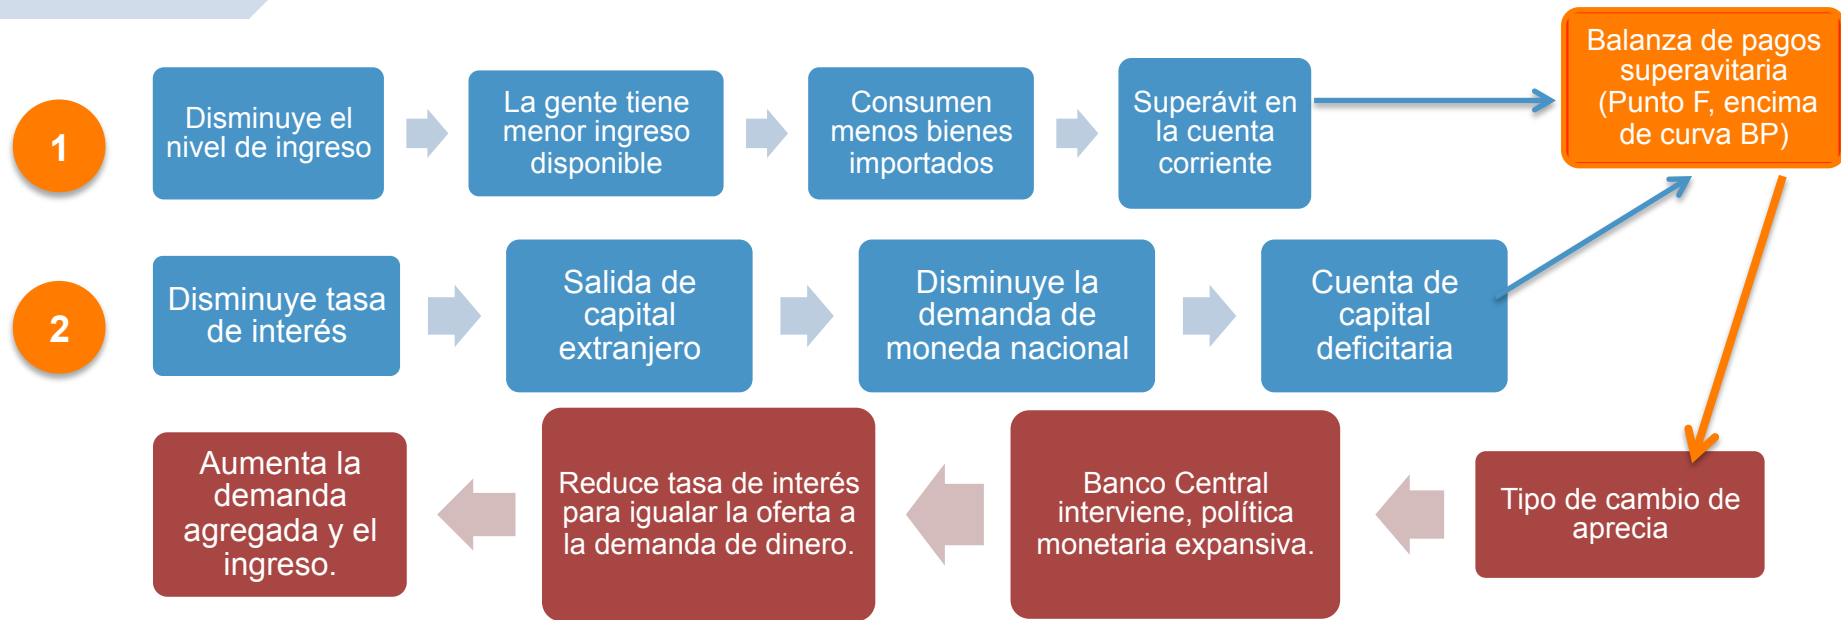 1
Disminuye el
nivel de ingreso
La gente tiene
menor ingreso
disponible
Consumen
menos bienes
importados
Superávit en
la cuenta
corriente
Balanza de pagos
superavitaria
(Punto F, encima
de curva BP)
2
Disminuye tasa
de interés
Salida de
capital
extranjero
Disminuye la
demanda de
moneda nacional
Cuenta de
capital
deficitaria
Aumenta la
demanda
agregada y el
ingreso.
Reduce tasa de interés
para igualar la oferta a
la demanda de dinero.
Banco Central
interviene, política
monetaria expansiva.
Tipo de cambio de
aprecia